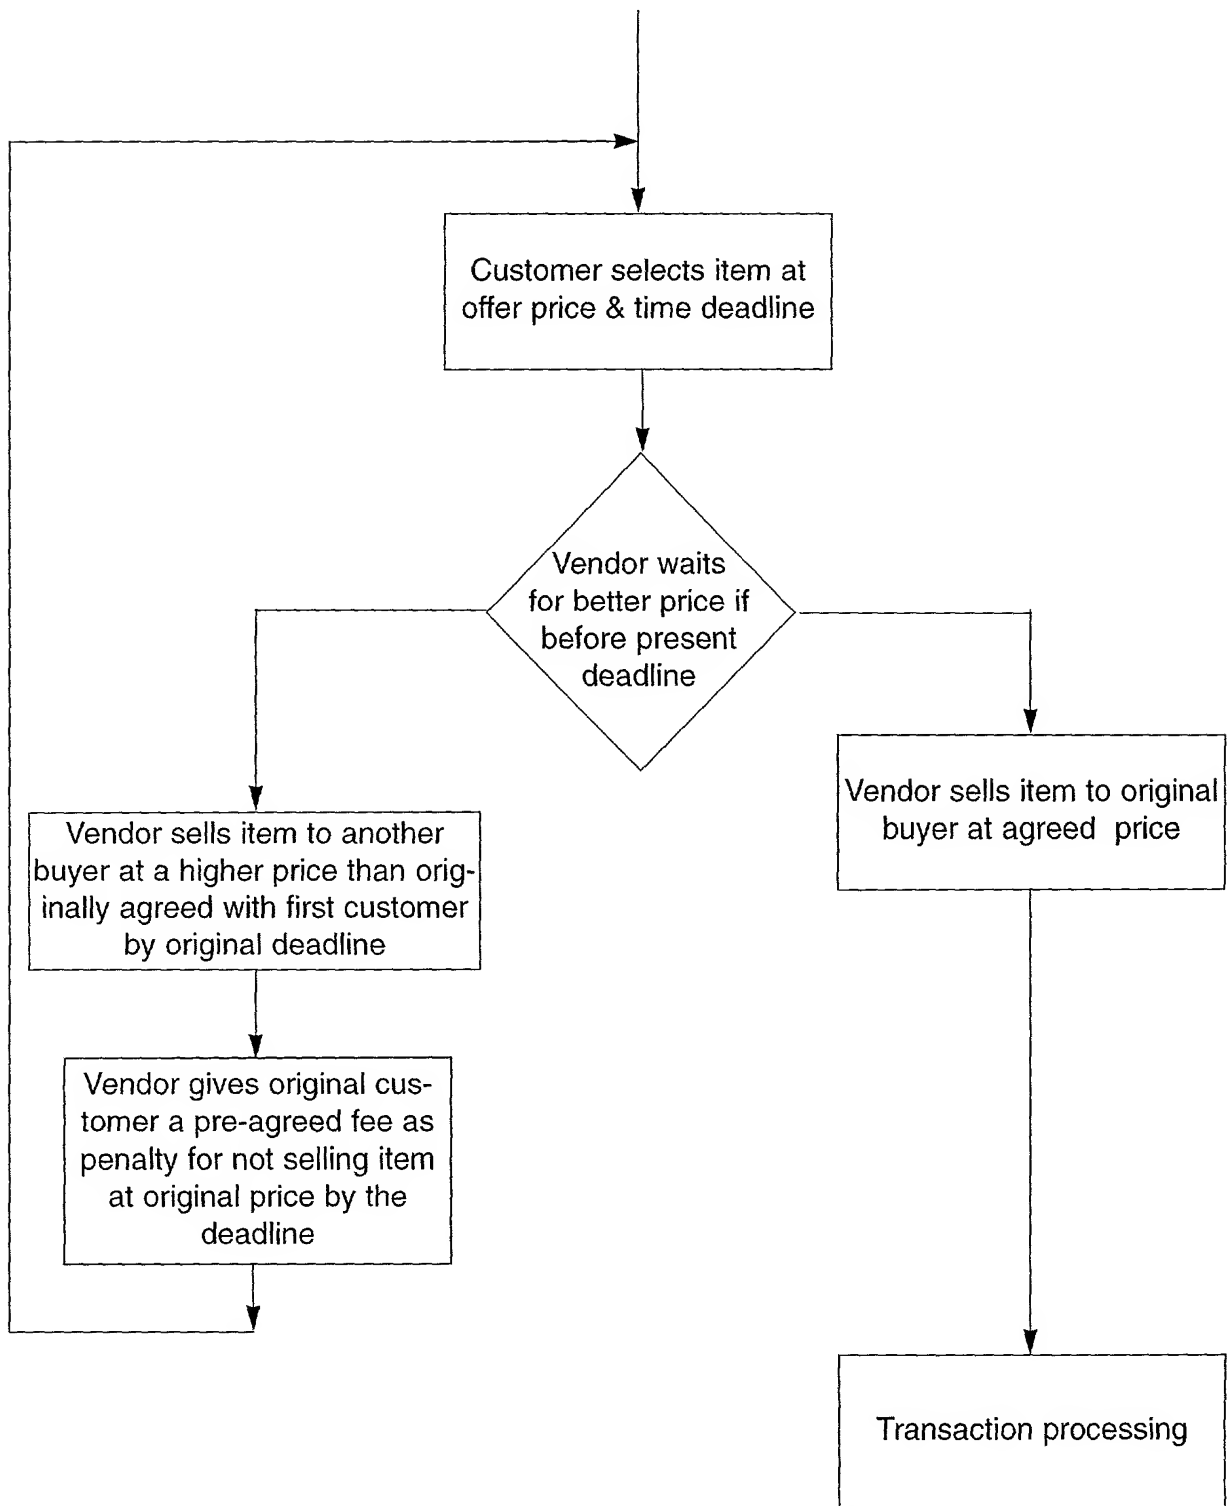 Customer selects item at
offer price & time deadline
Vendor waits
for better price if
before present
deadline
Vendor sells item to original
buyer at agreed price
Vendor sells item to another
buyer at a higher price than orig-
inally agreed with first customer
by original deadline
Vendor gives original cus-
tomer a pre-agreed fee as
penalty for not selling item
at original price by the
deadline
Transaction processing